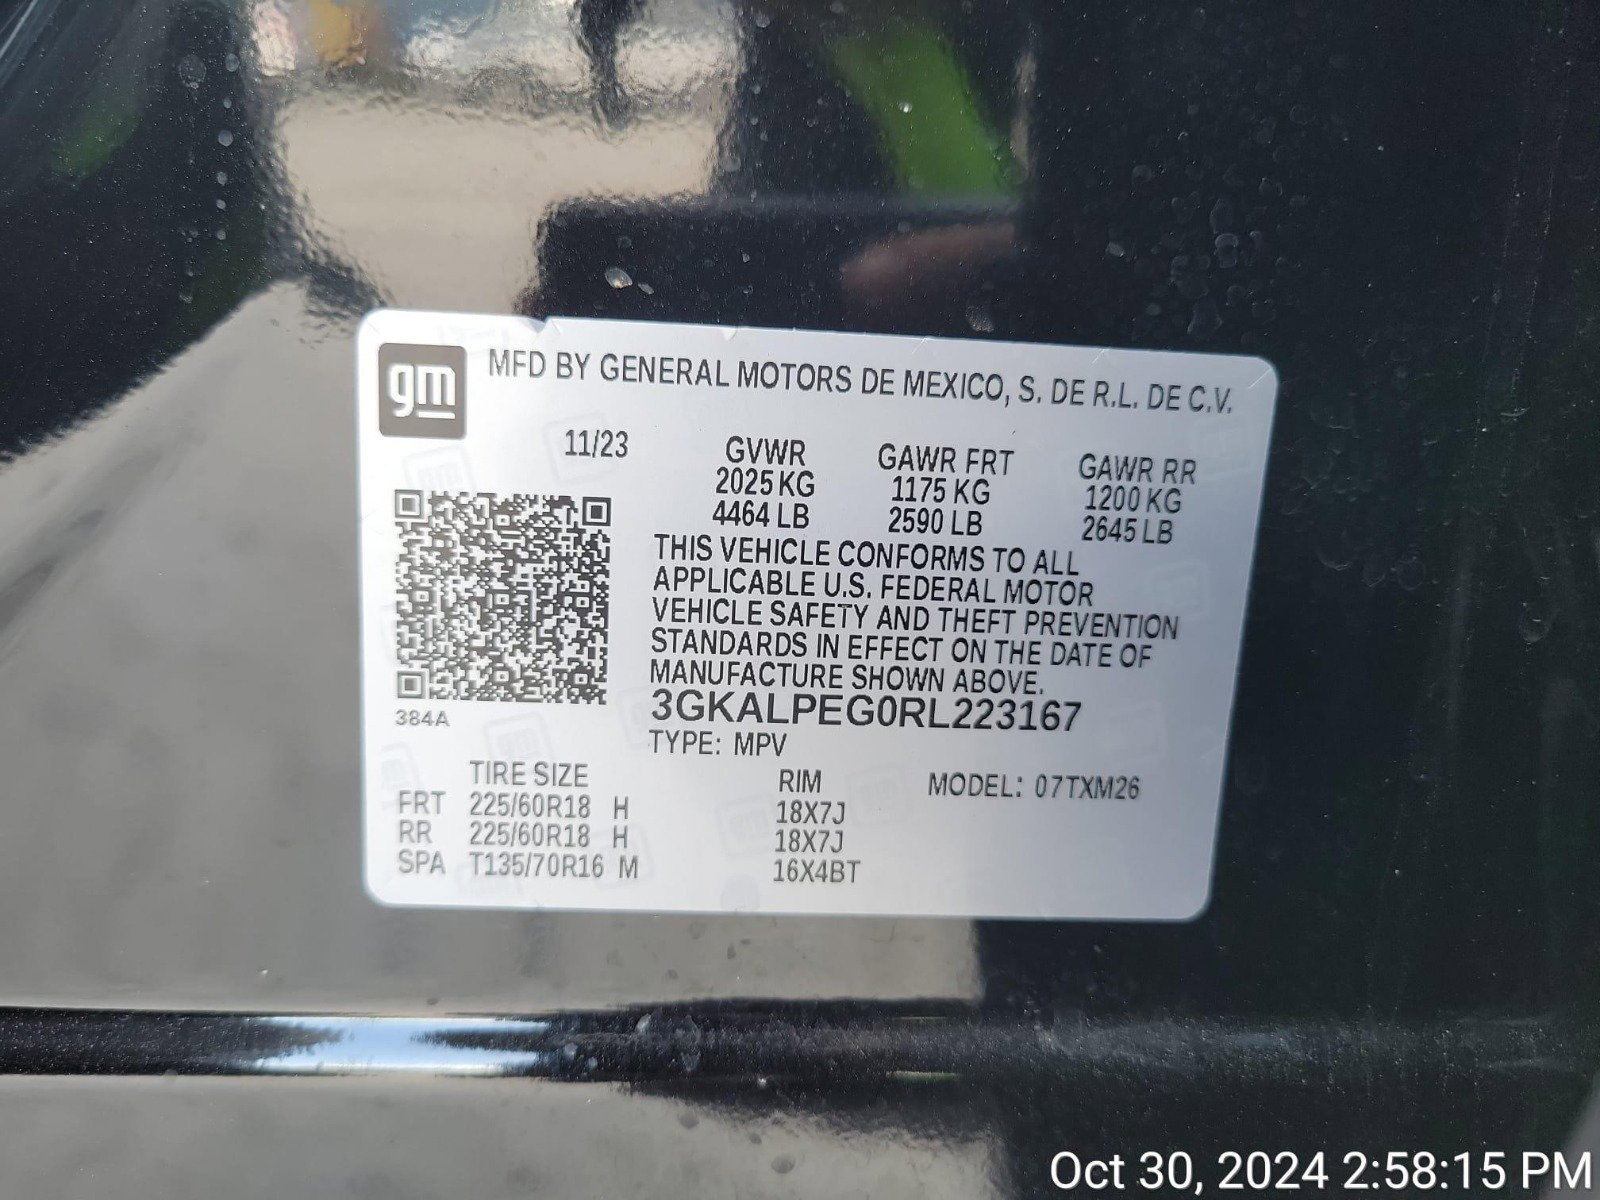 gm
MFD BY GENERAL MOTORS DE MEXICO, S. DE R.L. DE C.V.
11/23 GVWR GAWR FRT GAWR RR
2025 KG 1175 KG 1200 KG
4464 LB 2590 LB 2645 LB
THIS VEHICLE CONFORMS TO ALL
APPLICABLE U.S. FEDERAL MOTOR
VEHICLE SAFETY AND THEFT PREVENTION
STANDARDS IN EFFECT ON THE DATE OF
MANUFACTURE SHOWN ABOVE.
384A
3GKALPEG0RL223167
TYPE: MPV
TIRE SIZE RIM MODEL: 07TXM26
FRT 225/60R18 H 18X7J
RR 225/60R18 H 18X7J
SPA T135/70R16 M 16X4BT
Oct 30, 2024 2:58:15 PM